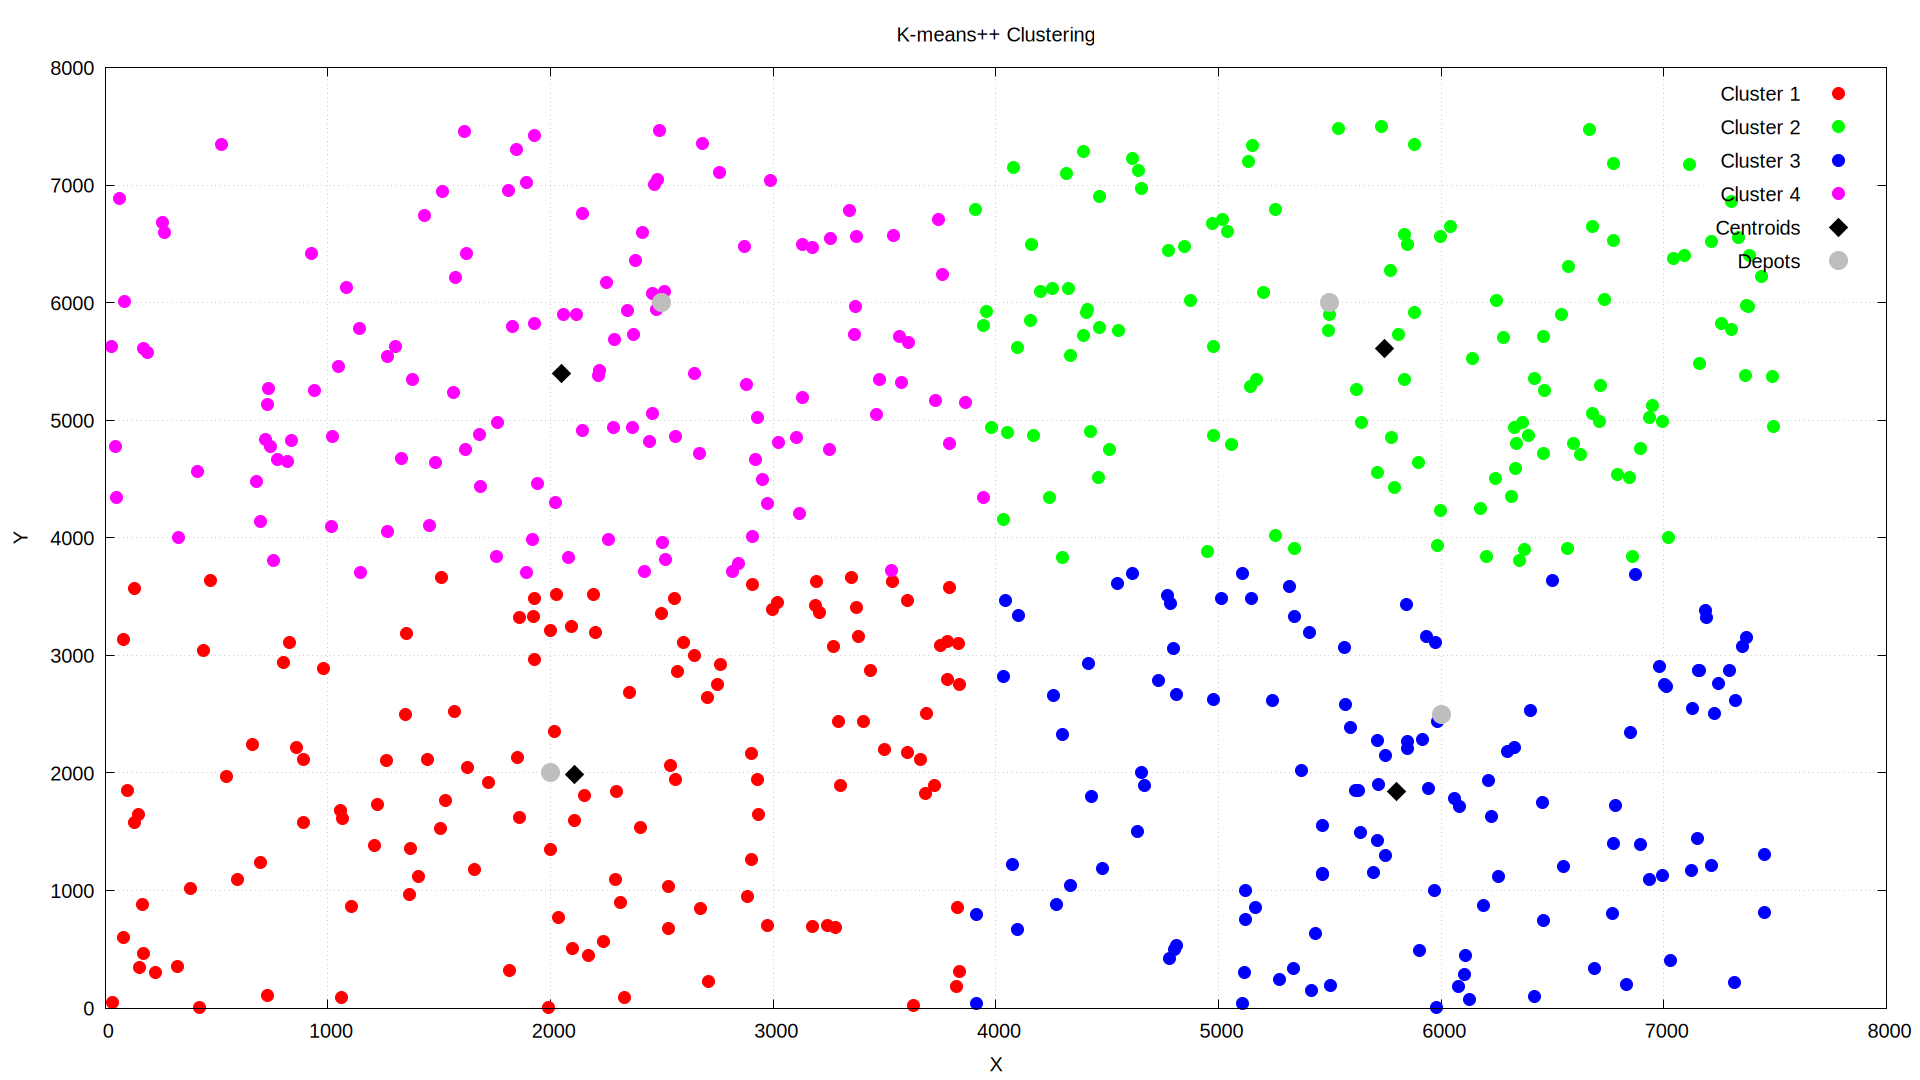 K-means++ Clustering
8000
7000
6000
5000
4000
3000
2000
1000
0
Y
Cluster 1
Cluster 2
Cluster 3
Cluster 4
Centroids
Depots
0 1000 2000 3000 4000 5000 6000 7000 8000
X